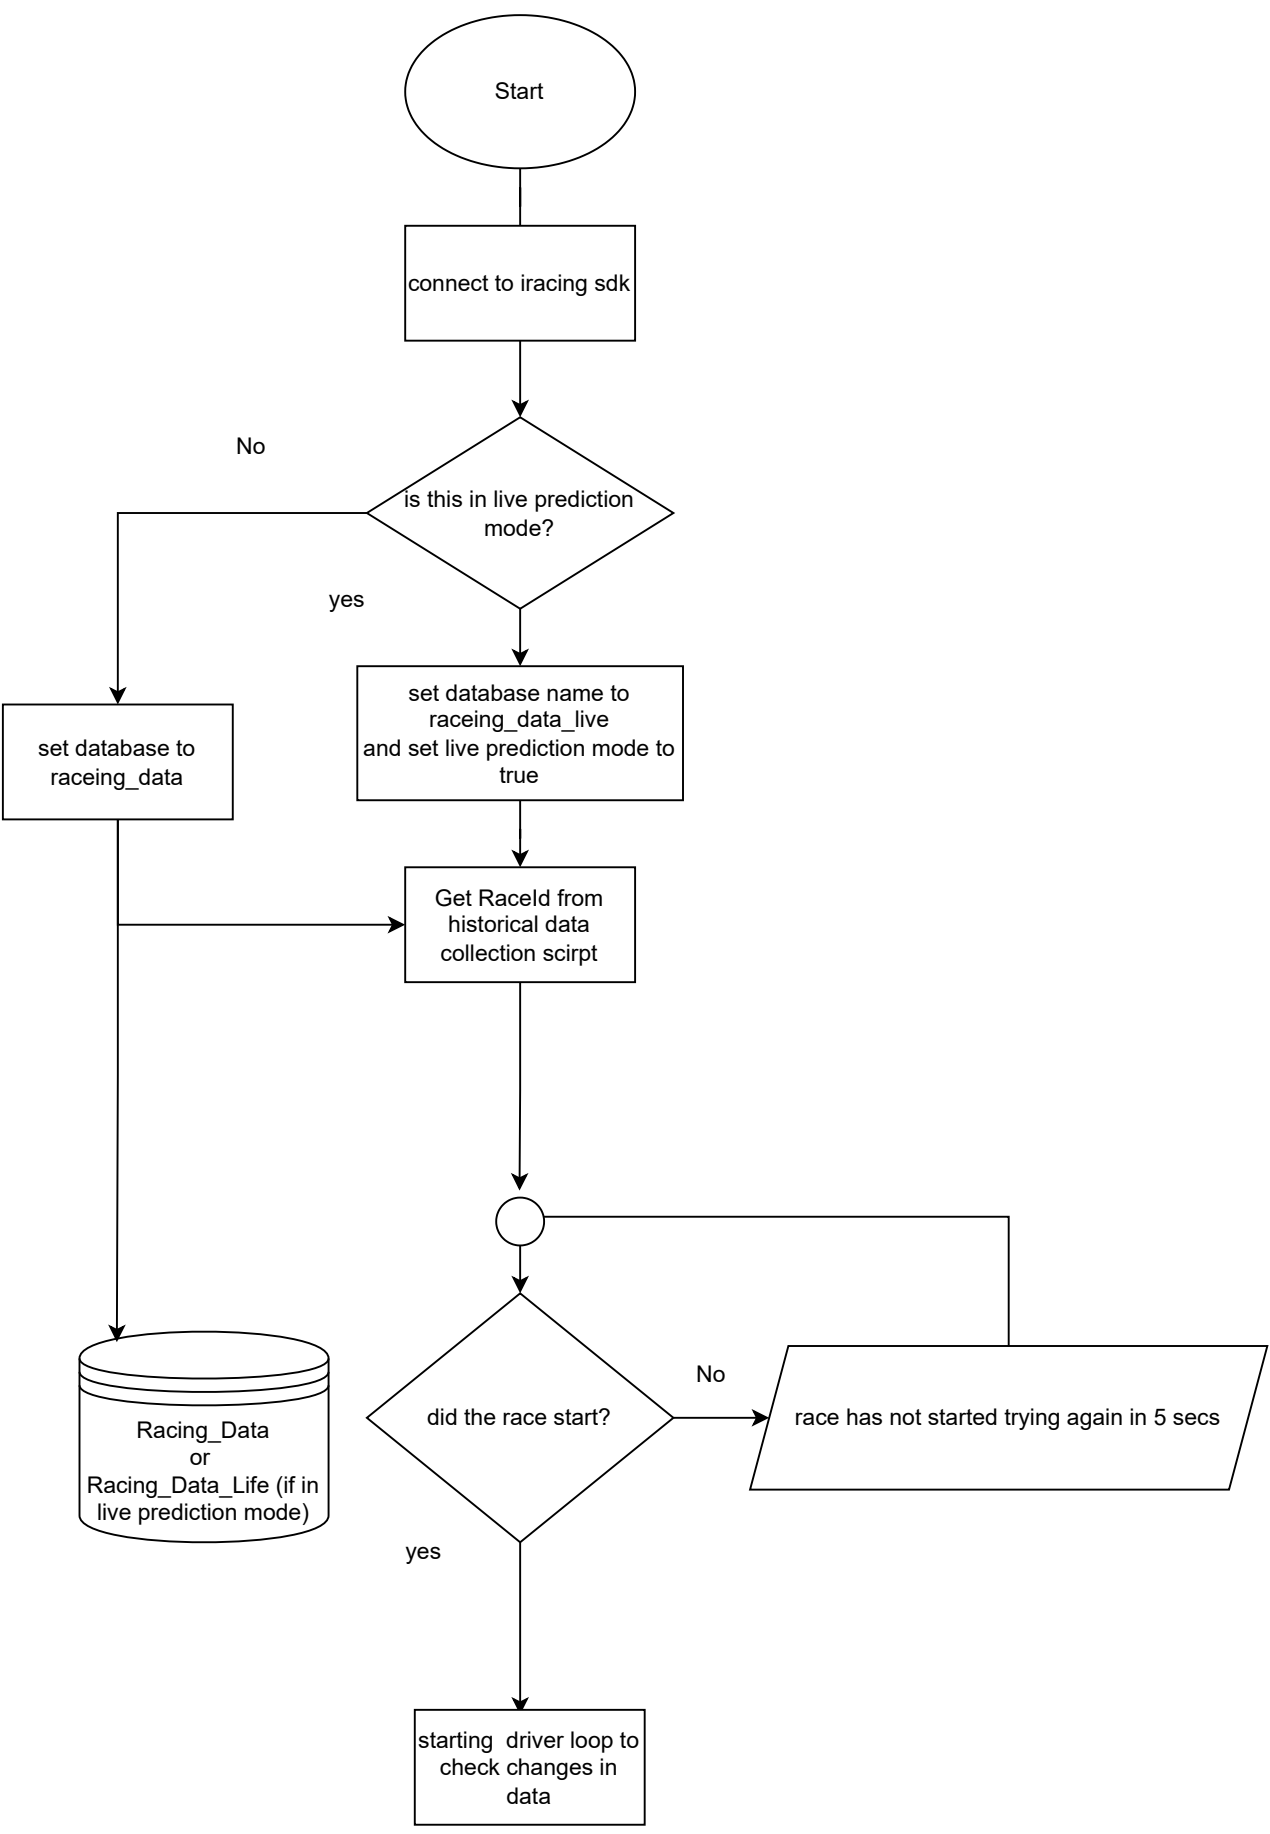 Start
connect to iracing sdk
No
is this in live prediction
mode?
yes
set database name to
raceing_data_live
and set live prediction mode to
true
set database to
raceing_data
Get RaceId from
historical data
collection scirpt
No
did the race start?
race has not started trying again in 5 secs
Racing_Data
or
Racing_Data_Life (if in
live prediction mode)
yes
starting  driver loop to
check changes in
data